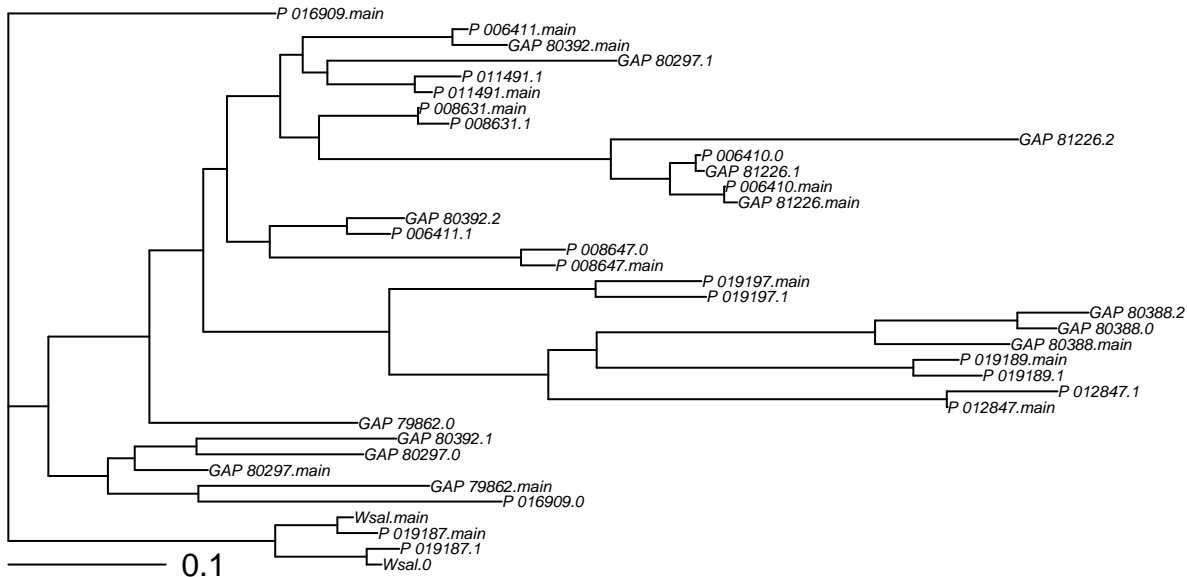 P 016909.main
P 006411.main
GAP 80392.main
GAP 80297.1
P 011491.1
P 011491.main
P 008631.main
P 008631.1
GAP 81226.2
P 006410.0
GAP 81226.1
P 006410.main
GAP 81226.main
GAP 80392.2
P 006411.1
P 008647.0
P 008647.main
P 019197.main
P 019197.1
GAP 80388.2
GAP 80388.0
GAP 80388.main
P 019189.main
P 019189.1
P 012847.1
P 012847.main
GAP 79862.0
GAP 80392.1
GAP 80297.0
GAP 80297.main
GAP 79862.main
P 016909.0
Wsal.main
P 019187.main
P 019187.1
Wsal.0
0.1